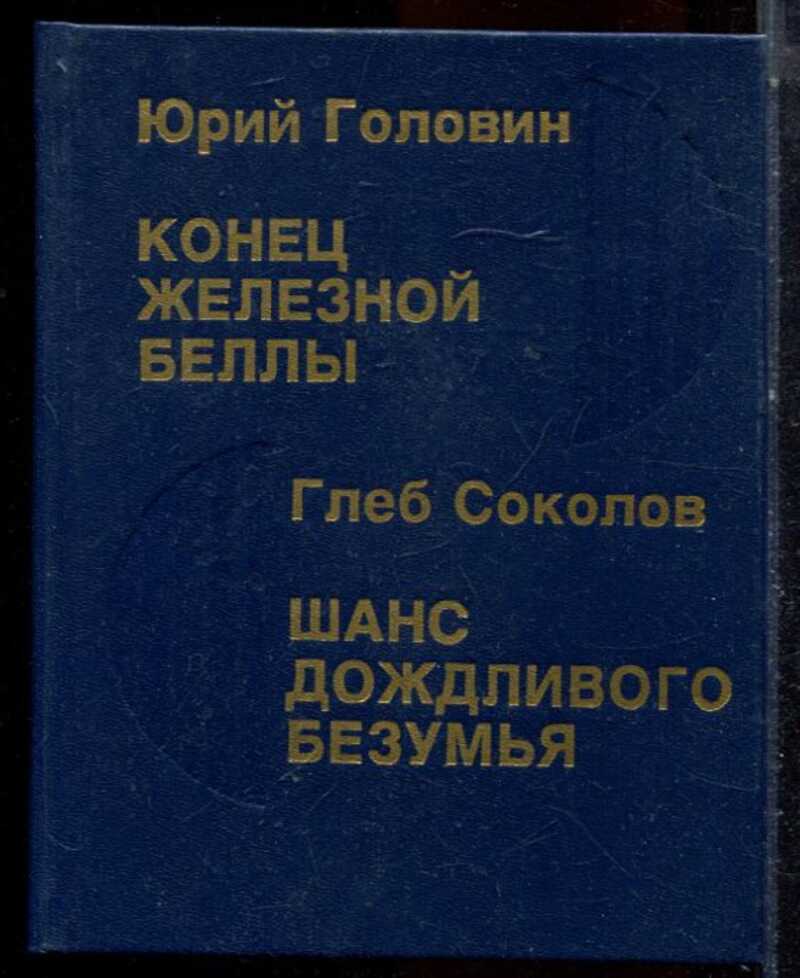 Юрий Головин
КОНЕЦ
ЖЕЛЕЗНОЙ
БЕЛЛЫ
Глеб Соколов
ШАНС
ДОЖДЛИВОГО
БЕЗУМЬЯ